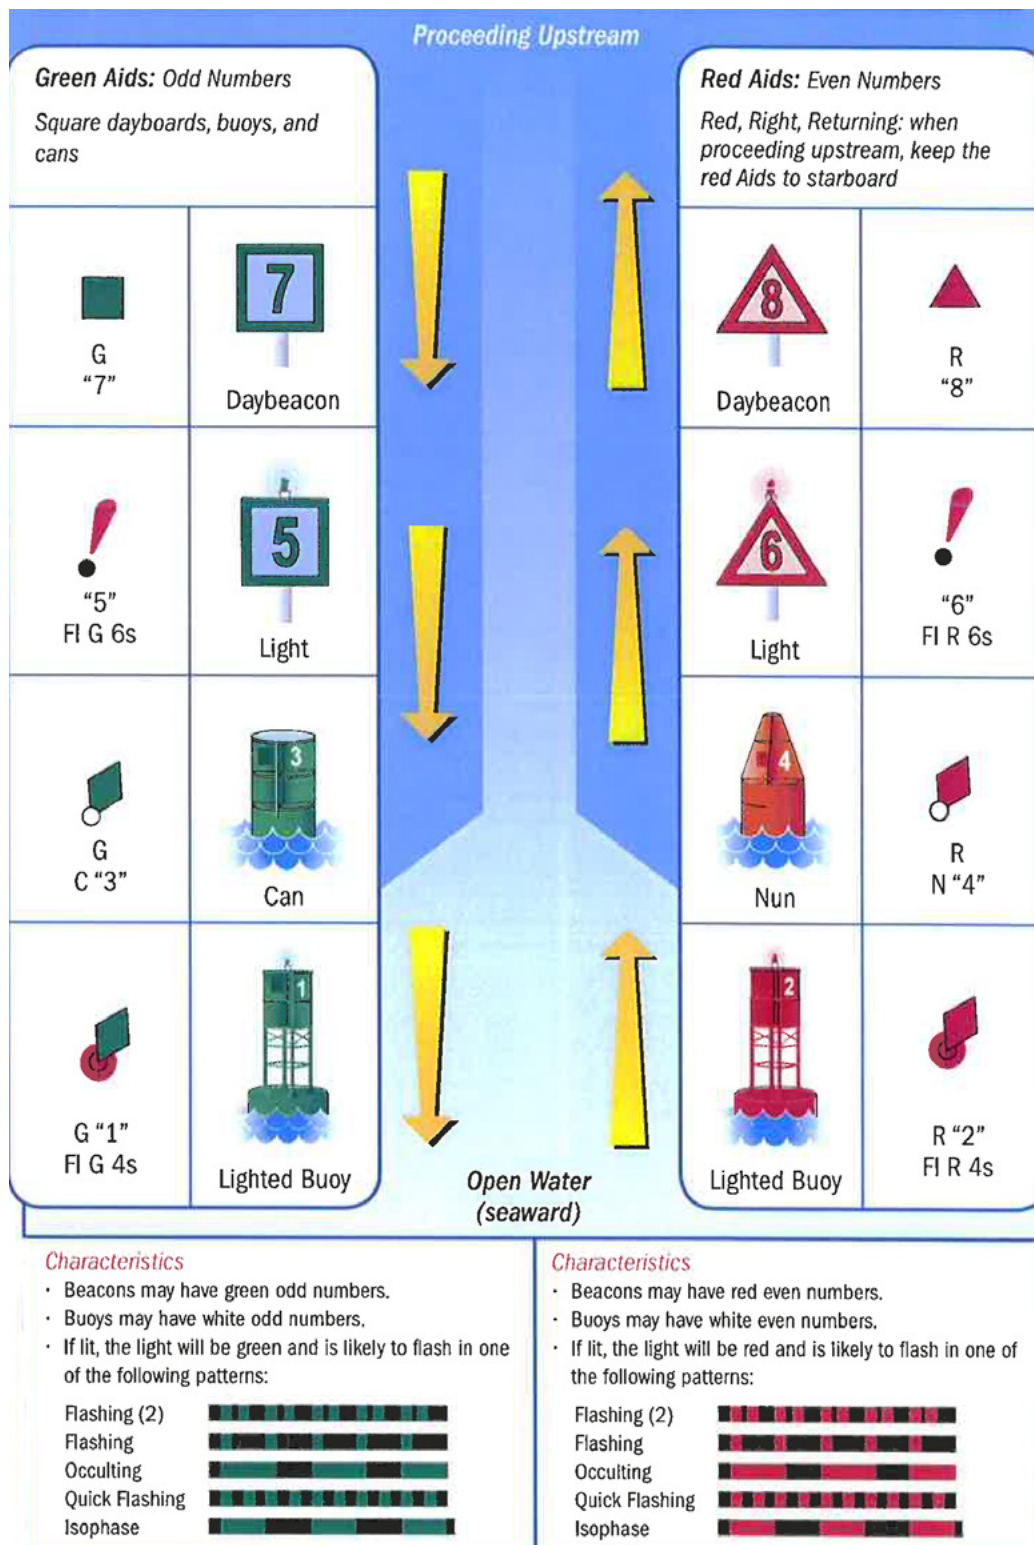 Proceeding Upstream
Green Aids: Odd Numbers
Square dayboards, buoys, and
cans
G
"7"
7
Daybeacon
"5"
Fl G 6s
5
Light
G
C "3"
3
Can
G "1"
Fl G 4s
1
Lighted Buoy
Red Aids: Even Numbers
Red, Right, Returning: when
proceeding upstream, keep the
red Aids to starboard
8
Daybeacon
R
"8"
6
Light
"6"
Fl R 6s
4
Nun
R
N "4"
2
Lighted Buoy
R "2"
Fl R 4s
Open Water
(seaward)
Characteristics
· Beacons may have green odd numbers.
· Buoys may have white odd numbers.
· If lit, the light will be green and is likely to flash in one
of the following patterns:
Flashing (2)
Flashing
Occulting
Quick Flashing
Isophase
Characteristics
· Beacons may have red even numbers.
· Buoys may have white even numbers.
· If lit, the light will be red and is likely to flash in one of
the following patterns:
Flashing (2)
Flashing
Occulting
Quick Flashing
Isophase